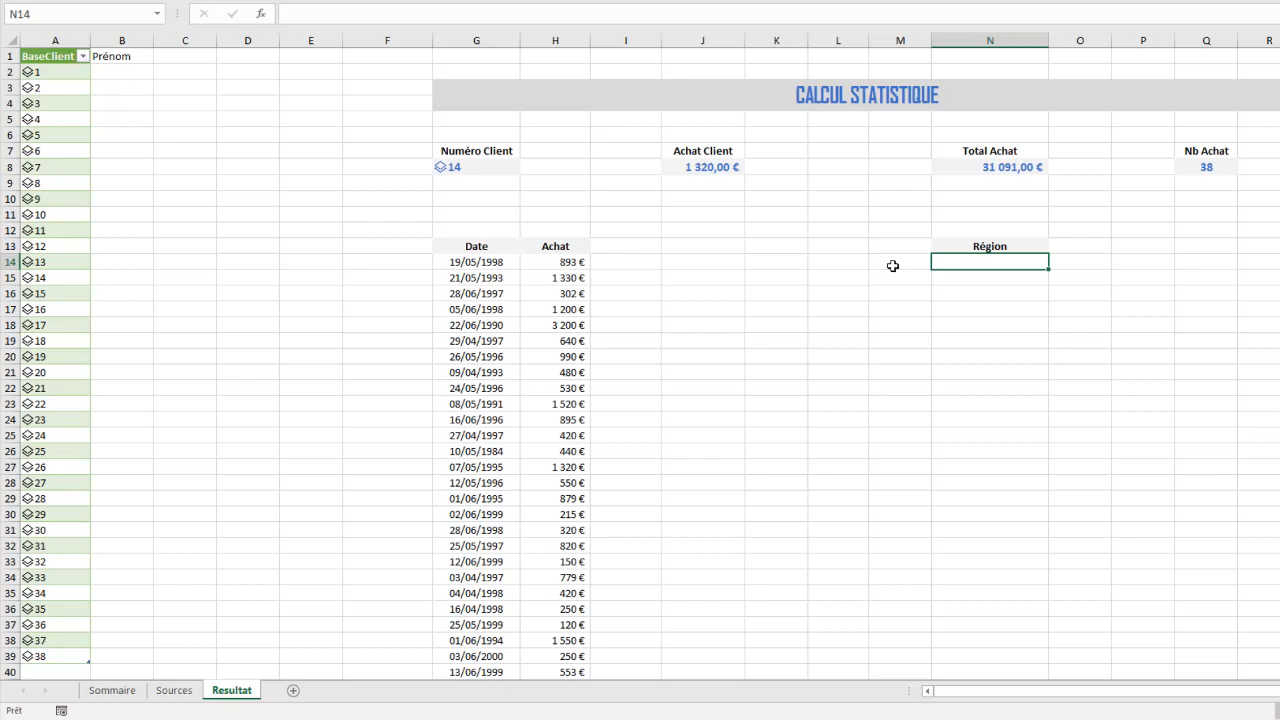 N14
A B C D E F G H I J K L M N O P Q R
1 BaseClient Prénom
2 1
3 2 CALCUL STATISTIQUE
4 3
5 4
6 5
7 6 Numéro Client Achat Client Total Achat Nb Achat
8 7 14 1 320,00 € 31 091,00 € 38
9 8
10 9
11 10
12 11
13 12 Date Achat Région
14 13 19/05/1998 893 €
15 14 21/05/1993 1 330 €
16 15 28/06/1997 302 €
17 16 05/06/1998 1 200 €
18 17 22/06/1990 3 200 €
19 18 29/04/1997 640 €
20 19 26/05/1996 990 €
21 20 09/04/1993 480 €
22 21 24/05/1996 530 €
23 22 08/05/1991 1 520 €
24 23 16/06/1996 895 €
25 24 27/04/1997 420 €
26 25 10/05/1984 440 €
27 26 07/05/1995 1 320 €
28 27 12/05/1996 550 €
29 28 01/06/1995 879 €
30 29 02/06/1999 215 €
31 30 28/06/1998 320 €
32 31 25/05/1997 820 €
33 32 12/06/1999 150 €
34 33 03/04/1997 779 €
35 34 04/04/1998 420 €
36 35 16/04/1998 250 €
37 36 25/05/1999 120 €
38 37 01/06/1994 1 550 €
39 38 03/06/2000 250 €
40 13/06/1999 553 €
Sommaire Sources Resultat
Prêt